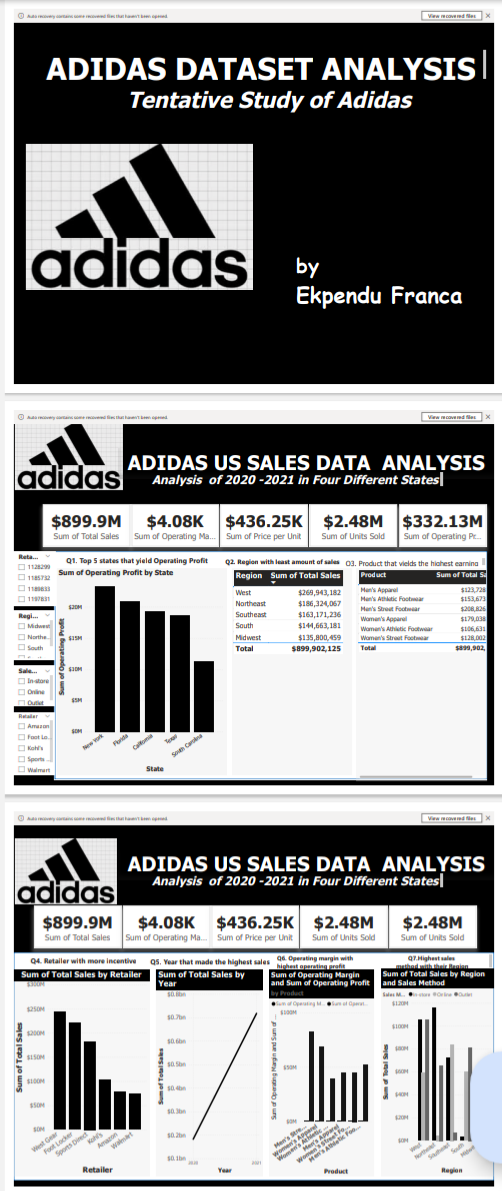 Auto recovery contains some recovered files that haven't been opened.
View recovered files
ADIDAS DATASET ANALYSIS
Tentative Study of Adidas
adidas
by
Ekpendu Franca
Auto recovery contains some recovered files that haven't been opened.
View recovered files
adidas
ADIDAS US SALES DATA ANALYSIS
Analysis of 2020 -2021 in Four Different States
$899.9M
Sum of Total Sales
$4.08K
Sum of Operating Ma...
$436.25K
Sum of Price per Unit
$2.48M
Sum of Units Sold
$332.13M
Sum of Operating Pr...
Reta...
1128299
1185732
1189833
1197831
Regi...
Midwest
Northe...
South
Sale...
In-store
Online
Outlet
Retailer
Amazon
Foot Lo...
Kohl's
Sports ...
Walmart
Q1. Top 5 states that yield Operating Profit
Sum of Operating Profit by State
Sum of Operating Profit
$20M
$15M
$10M
$5M
$0M
New York
Florida
California
Texas
South Carolina
State
Q2. Region with least amount of sales
Region Sum of Total Sales
West $269,943,182
Northeast $186,324,067
Southeast $163,171,236
South $144,663,181
Midwest $135,800,459
Total $899,902,125
Q3. Product that yields the highest earning
Product Sum of Total Sa
Men's Apparel $123,728
Men's Athletic Footwear $153,673
Men's Street Footwear $208,826
Women's Apparel $179,038
Women's Athletic Footwear $106,631
Women's Street Footwear $128,002
Total $899,902,
Auto recovery contains some recovered files that haven't been opened.
View recovered files
adidas
ADIDAS US SALES DATA ANALYSIS
Analysis of 2020 -2021 in Four Different States
$899.9M
Sum of Total Sales
$4.08K
Sum of Operating Ma...
$436.25K
Sum of Price per Unit
$2.48M
Sum of Units Sold
$2.48M
Sum of Units Sold
Q4. Retailer with more incentive
Sum of Total Sales by Retailer
Sum of Total Sales
$300M
$250M
$200M
$150M
$100M
$50M
$0M
West Gear
Foot Locker
Sports Direct
Kohl's
Amazon
Walmart
Retailer
Q5. Year that made the highest sales
Sum of Total Sales by
Year
Sum of Total Sales
$0.8bn
$0.7bn
$0.6bn
$0.5bn
$0.4bn
$0.3bn
$0.2bn
$0.1bn
2020
2021
Year
Q6. Operating margin with
highest operating profit
Sum of Operating Margin
and Sum of Operating Profit
by Product
Sum of Operating M...
Sum of Operat...
Sum of Operating Margin and Sum of ...
$100M
$50M
$0M
Men's Stre...
Women's Apparel
Women's Athletic ...
Men's Apparel
Women's Street Fo...
Men's Athletic Foo...
Product
Q7.Highest sales
method with their Region
Sum of Total Sales by Region
and Sales Method
Sales M...
In-store
Online
Outlet
Sum of Total Sales
$120M
$100M
$80M
$60M
$40M
$20M
$0M
West
Northeast
Southeast
South
Midw
Region